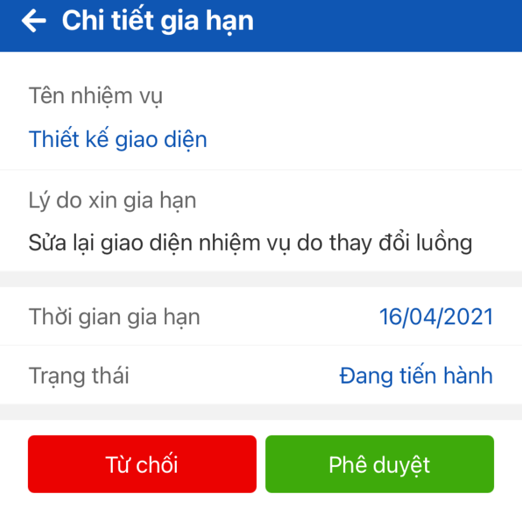 Chi tiết gia hạn
Tên nhiệm vụ
Thiết kế giao diện
Lý do xin gia hạn
Sửa lại giao diện nhiệm vụ do thay đổi luồng
Thời gian gia hạn 16/04/2021
Trạng thái Đang tiến hành
Từ chối Phê duyệt